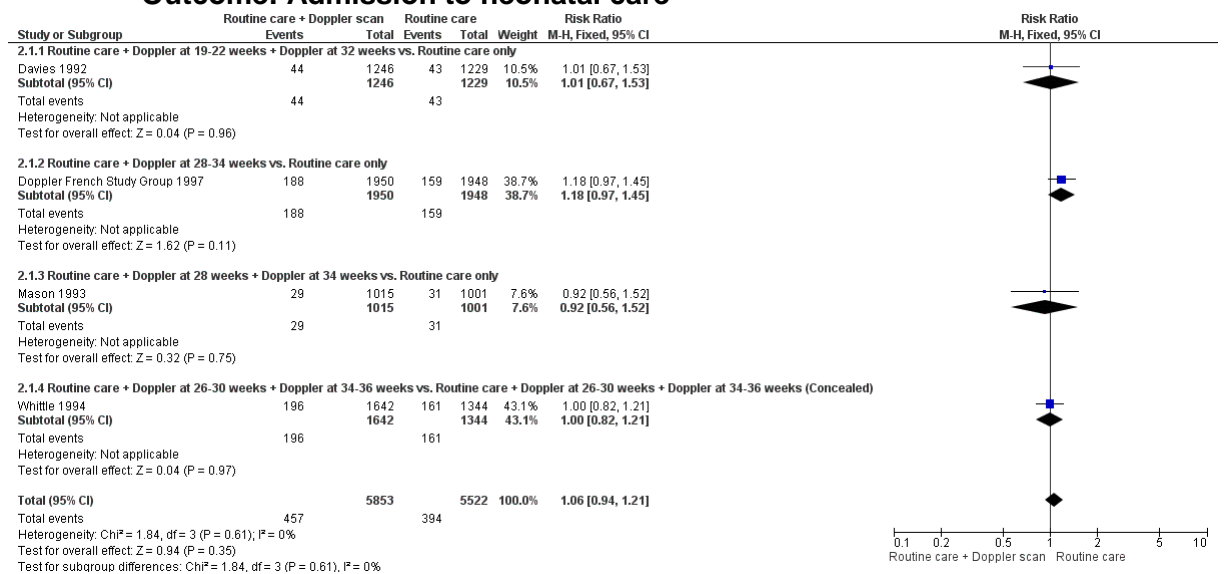 Outcome: Admission to neonatal care
Routine care + Doppler scan Routine care Risk Ratio Risk Ratio
Study or Subgroup Events Total Events Total Weight M-H, Fixed, 95% CI M-H, Fixed, 95% CI
2.1.1 Routine care + Doppler at 19-22 weeks + Doppler at 32 weeks vs. Routine care only
Davies 1992 44 1246 43 1229 10.5% 1.01 [0.67, 1.53]
Subtotal (95% CI) 1246 1229 10.5% 1.01 [0.67, 1.53]
Total events 44 43
Heterogeneity: Not applicable
Test for overall effect: Z = 0.04 (P = 0.96)
2.1.2 Routine care + Doppler at 28-34 weeks vs. Routine care only
Doppler French Study Group 1997 188 1950 159 1948 38.7% 1.18 [0.97, 1.45]
Subtotal (95% CI) 1950 1948 38.7% 1.18 [0.97, 1.45]
Total events 188 159
Heterogeneity: Not applicable
Test for overall effect: Z = 1.62 (P = 0.11)
2.1.3 Routine care + Doppler at 28 weeks + Doppler at 34 weeks vs. Routine care only
Mason 1993 29 1015 31 1001 7.6% 0.92 [0.56, 1.52]
Subtotal (95% CI) 1015 1001 7.6% 0.92 [0.56, 1.52]
Total events 29 31
Heterogeneity: Not applicable
Test for overall effect: Z = 0.32 (P = 0.75)
2.1.4 Routine care + Doppler at 26-30 weeks + Doppler at 34-36 weeks vs. Routine care + Doppler at 26-30 weeks + Doppler at 34-36 weeks (Concealed)
Whittle 1994 196 1642 161 1344 43.1% 1.00 [0.82, 1.21]
Subtotal (95% CI) 1642 1344 43.1% 1.00 [0.82, 1.21]
Total events 196 161
Heterogeneity: Not applicable
Test for overall effect: Z = 0.04 (P = 0.97)
Total (95% CI) 5853 5522 100.0% 1.06 [0.94, 1.21]
Total events 457 394
Heterogeneity: Chi² = 1.84, df = 3 (P = 0.61); I² = 0%
Test for overall effect: Z = 0.94 (P = 0.35)
Test for subgroup differences: Chi² = 1.84, df = 3 (P = 0.61), I² = 0%
0.1 0.2 0.5 1 2 5 10
Routine care + Doppler scan Routine care